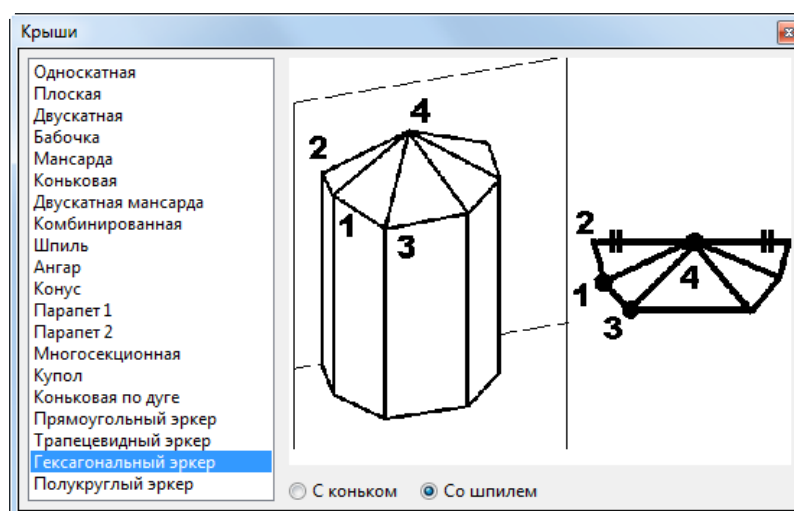 Крыши
Односкатная
Плоская
Двускатная
Бабочка
Мансарда
Коньковая
Двускатная мансарда
Комбинированная
Шпиль
Ангар
Конус
Парапет 1
Парапет 2
Многосекционная
Купол
Коньковая по дуге
Прямоугольный эркер
Трапецевидный эркер
Гексагональный эркер
Полукруглый эркер
4
2
1
3
2
4
1
3
С коньком
Со шпилем